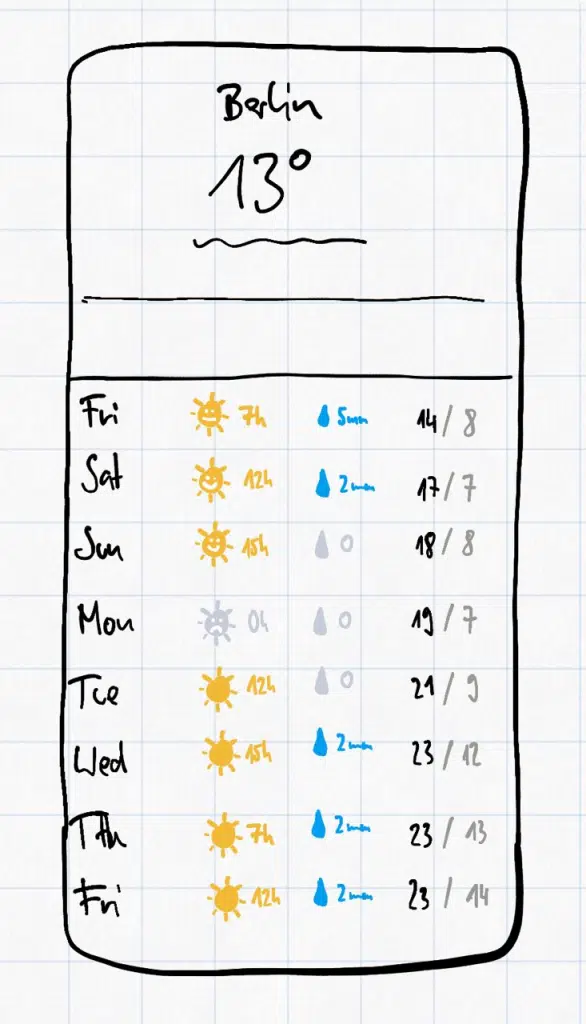 Berlin
13°
Fri 7h 5mm 14 / 8
Sat 12h 2mm 17 / 7
Sun 15h 0 18 / 8
Mon 0h 0 19 / 7
Tue 12h 0 21 / 9
Wed 15h 2mm 23 / 12
Th 7h 2mm 23 / 13
Fri 12h 2mm 23 / 14